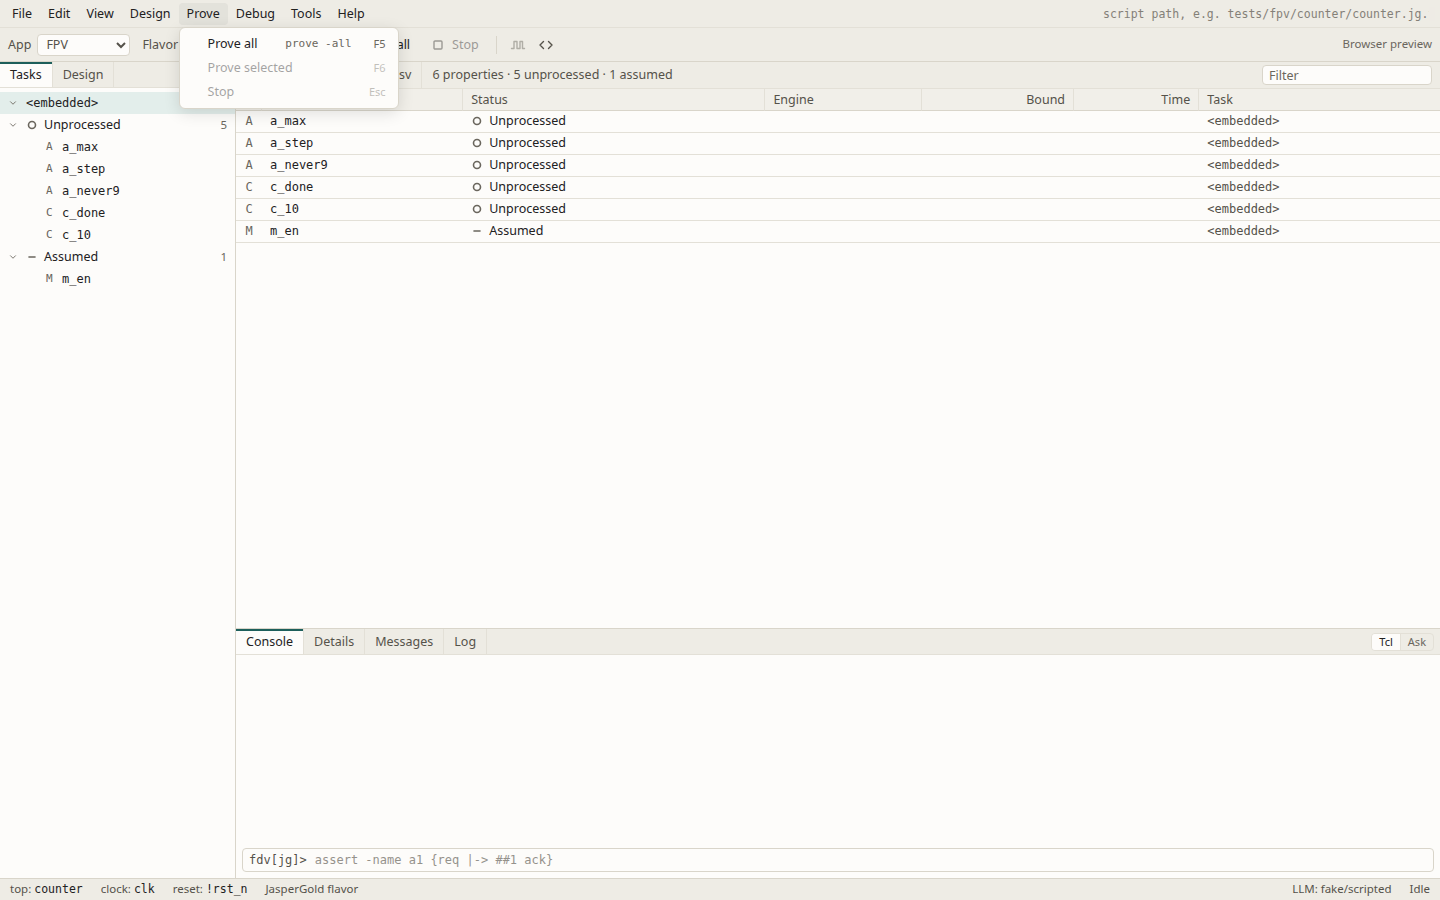 File Edit View Design Prove Debug Tools Help script path, e.g. tests/fpv/counter/counter.jg.
App FPV Flavor all Stop <> Browser preview
Prove all prove -all F5
Prove selected F6
Stop Esc
Tasks Design sv 6 properties · 5 unprocessed · 1 assumed Filter
Status Engine Bound Time Task
<embedded>
Unprocessed 5
A a_max
A a_step
A a_never9
C c_done
C c_10
Assumed 1
M m_en
A a_max Unprocessed <embedded>
A a_step Unprocessed <embedded>
A a_never9 Unprocessed <embedded>
C c_done Unprocessed <embedded>
C c_10 Unprocessed <embedded>
M m_en Assumed <embedded>
Console Details Messages Log Tcl Ask
fdv[jg]> assert -name a1 {req |-> ##1 ack}
top: counter clock: clk reset: !rst_n JasperGold flavor LLM: fake/scripted Idle